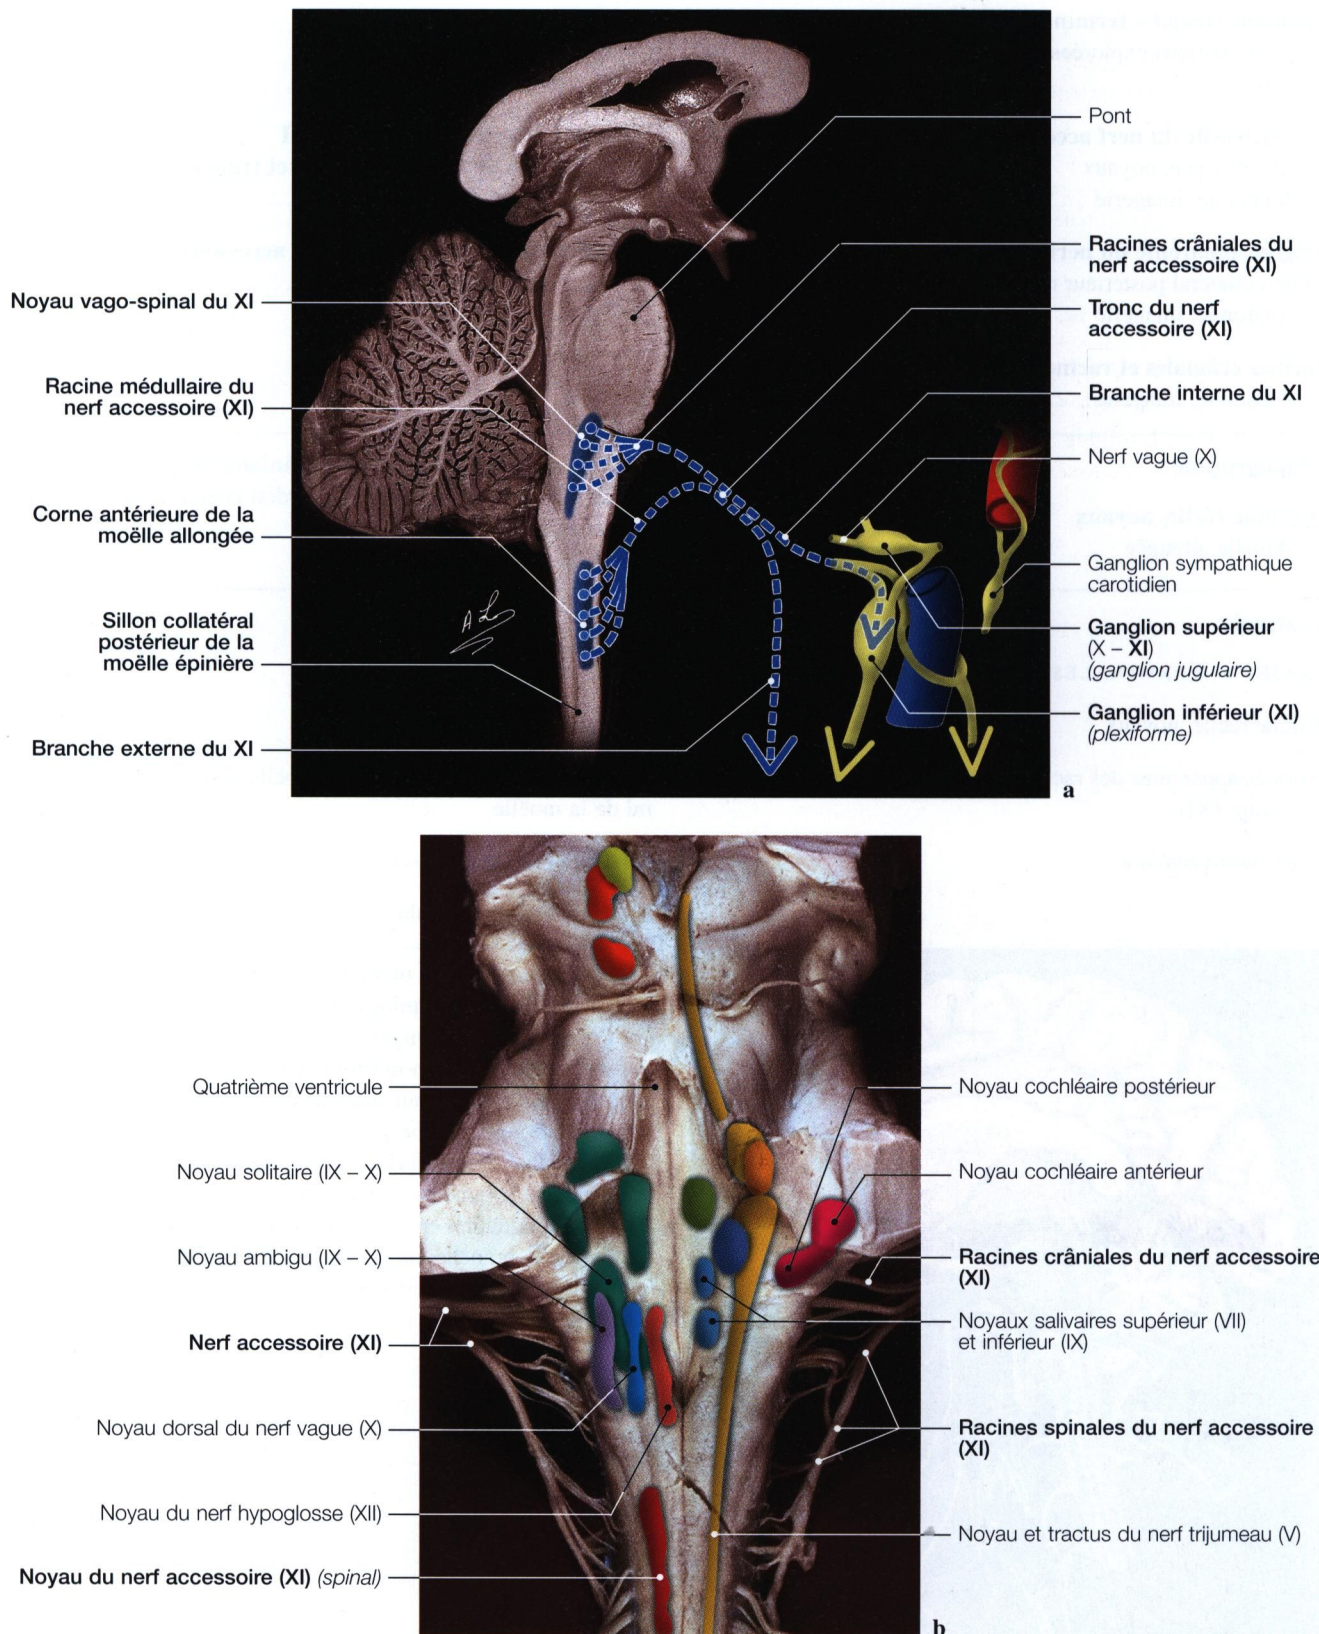 Pont
Racines crâniales du
nerf accessoire (XI)
Noyau vago-spinal du XI
Tronc du nerf
accessoire (XI)
Racine médullaire du
nerf accessoire (XI)
Branche interne du XI
Nerf vague (X)
Corne antérieure de la
moëlle allongée
Ganglion sympathique
carotidien
Sillon collatéral
postérieur de la
moëlle épinière
Ganglion supérieur
(X – XI)
(ganglion jugulaire)
Ganglion inférieur (XI)
(plexiforme)
Branche externe du XI
a
Quatrième ventricule
Noyau cochléaire postérieur
Noyau solitaire (IX – X)
Noyau cochléaire antérieur
Noyau ambigu (IX – X)
Racines crâniales du nerf accessoire
(XI)
Nerf accessoire (XI)
Noyaux salivaires supérieur (VII)
et inférieur (IX)
Noyau dorsal du nerf vague (X)
Racines spinales du nerf accessoire
(XI)
Noyau du nerf hypoglosse (XII)
Noyau et tractus du nerf trijumeau (V)
Noyau du nerf accessoire (XI) (spinal)
b